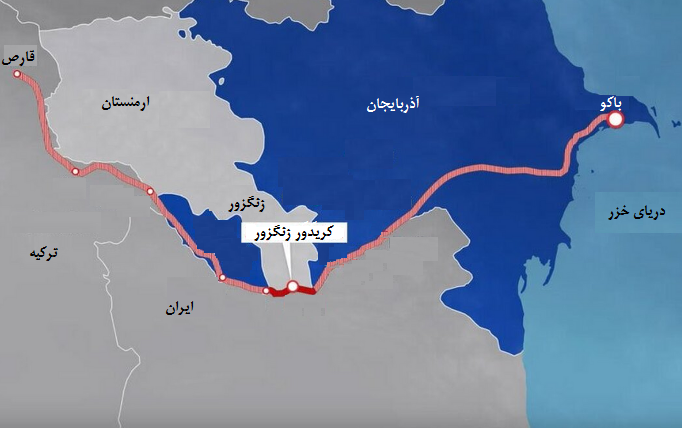 قارص
ارمنستان
آذربایجان
باکو
زنگزور
کریدور زنگزور
دریای خزر
ترکیه
ایران